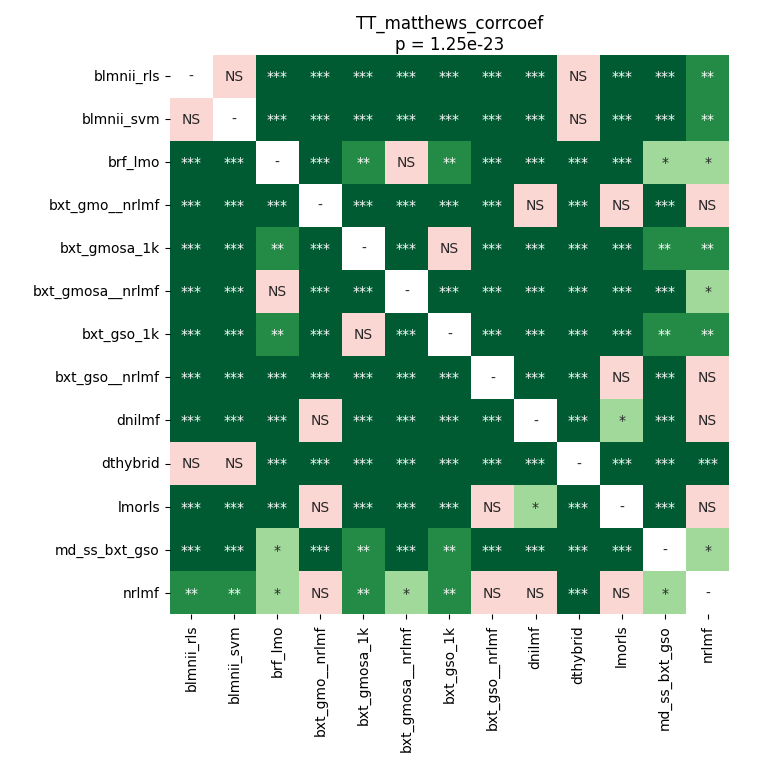 TT_matthews_corrcoef
p = 1.25e-23
blmnii_rls - NS *** *** *** *** *** *** *** NS *** *** **
blmnii_svm NS - *** *** *** *** *** *** *** NS *** *** **
brf_lmo *** *** - *** ** NS ** *** *** *** *** * *
bxt_gmo__nrlmf *** *** *** - *** *** *** *** NS *** NS *** NS
bxt_gmosa_1k *** *** ** *** - *** NS *** *** *** *** ** **
bxt_gmosa__nrlmf *** *** NS *** *** - *** *** *** *** *** *** *
bxt_gso_1k *** *** ** *** NS *** - *** *** *** *** ** **
bxt_gso__nrlmf *** *** *** *** *** *** *** - *** *** NS *** NS
dnilmf *** *** *** NS *** *** *** *** - *** * *** NS
dthybrid NS NS *** *** *** *** *** *** *** - *** *** ***
lmorls *** *** *** NS *** *** *** NS * *** - *** NS
md_ss_bxt_gso *** *** * *** ** *** ** *** *** *** *** - *
nrlmf ** ** * NS ** * ** NS NS *** NS * -
blmnii_rls
blmnii_svm
brf_lmo
bxt_gmo__nrlmf
bxt_gmosa_1k
bxt_gmosa__nrlmf
bxt_gso_1k
bxt_gso__nrlmf
dnilmf
dthybrid
lmorls
md_ss_bxt_gso
nrlmf